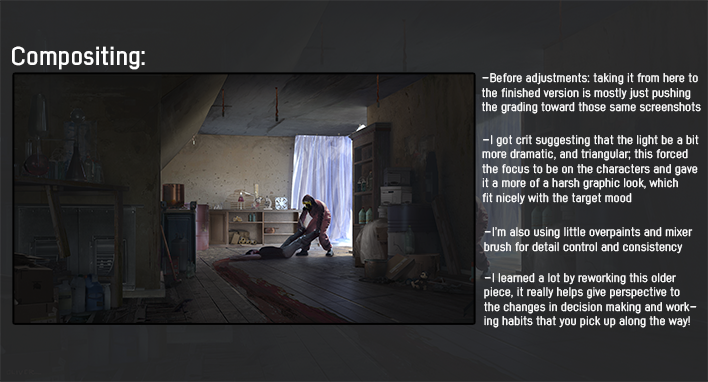 Compositing:
-Before adjustments: taking it from here to
the finished version is mostly just pushing
the grading toward those same screenshots
-I got crit suggesting that the light be a bit
more dramatic, and triangular; this forced
the focus to be on the characters and gave
it a more of a harsh graphic look, which
fit nicely with the target mood
-I'm also using little overpaints and mixer
brush for detail control and consistency
-I learned a lot by reworking this older
piece, it really helps give perspective to
the changes in decision making and work-
ing habits that you pick up along the way!